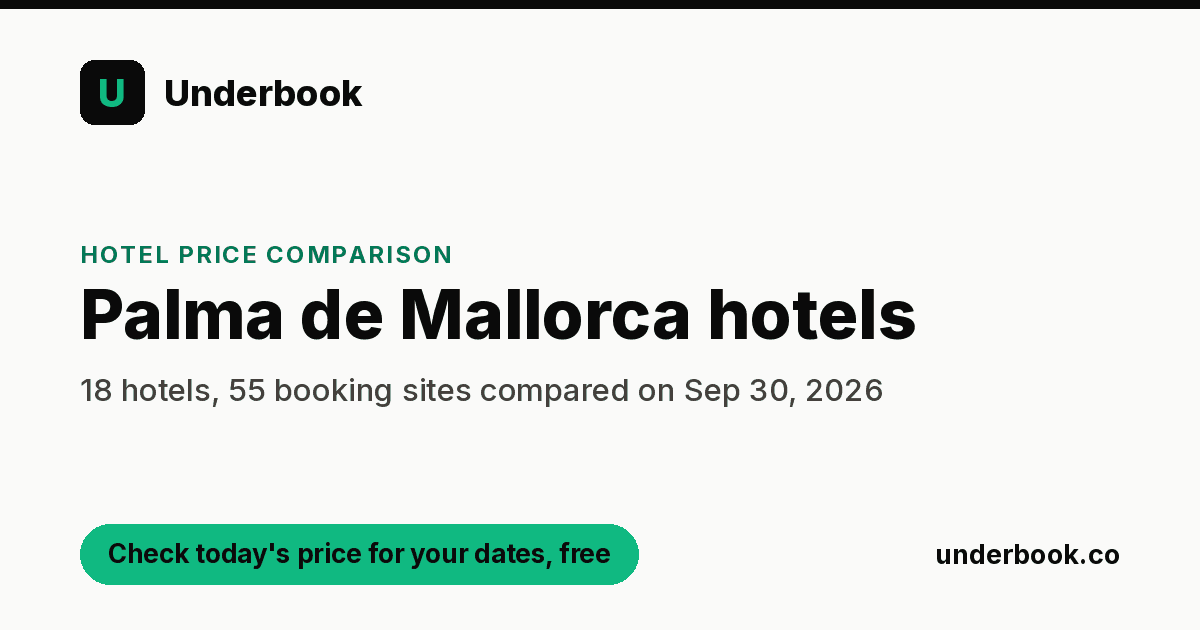 U
Underbook
HOTEL PRICE COMPARISON
Palma de Mallorca hotels
18 hotels, 55 booking sites compared on Sep 30, 2026
Check today's price for your dates, free
underbook.co